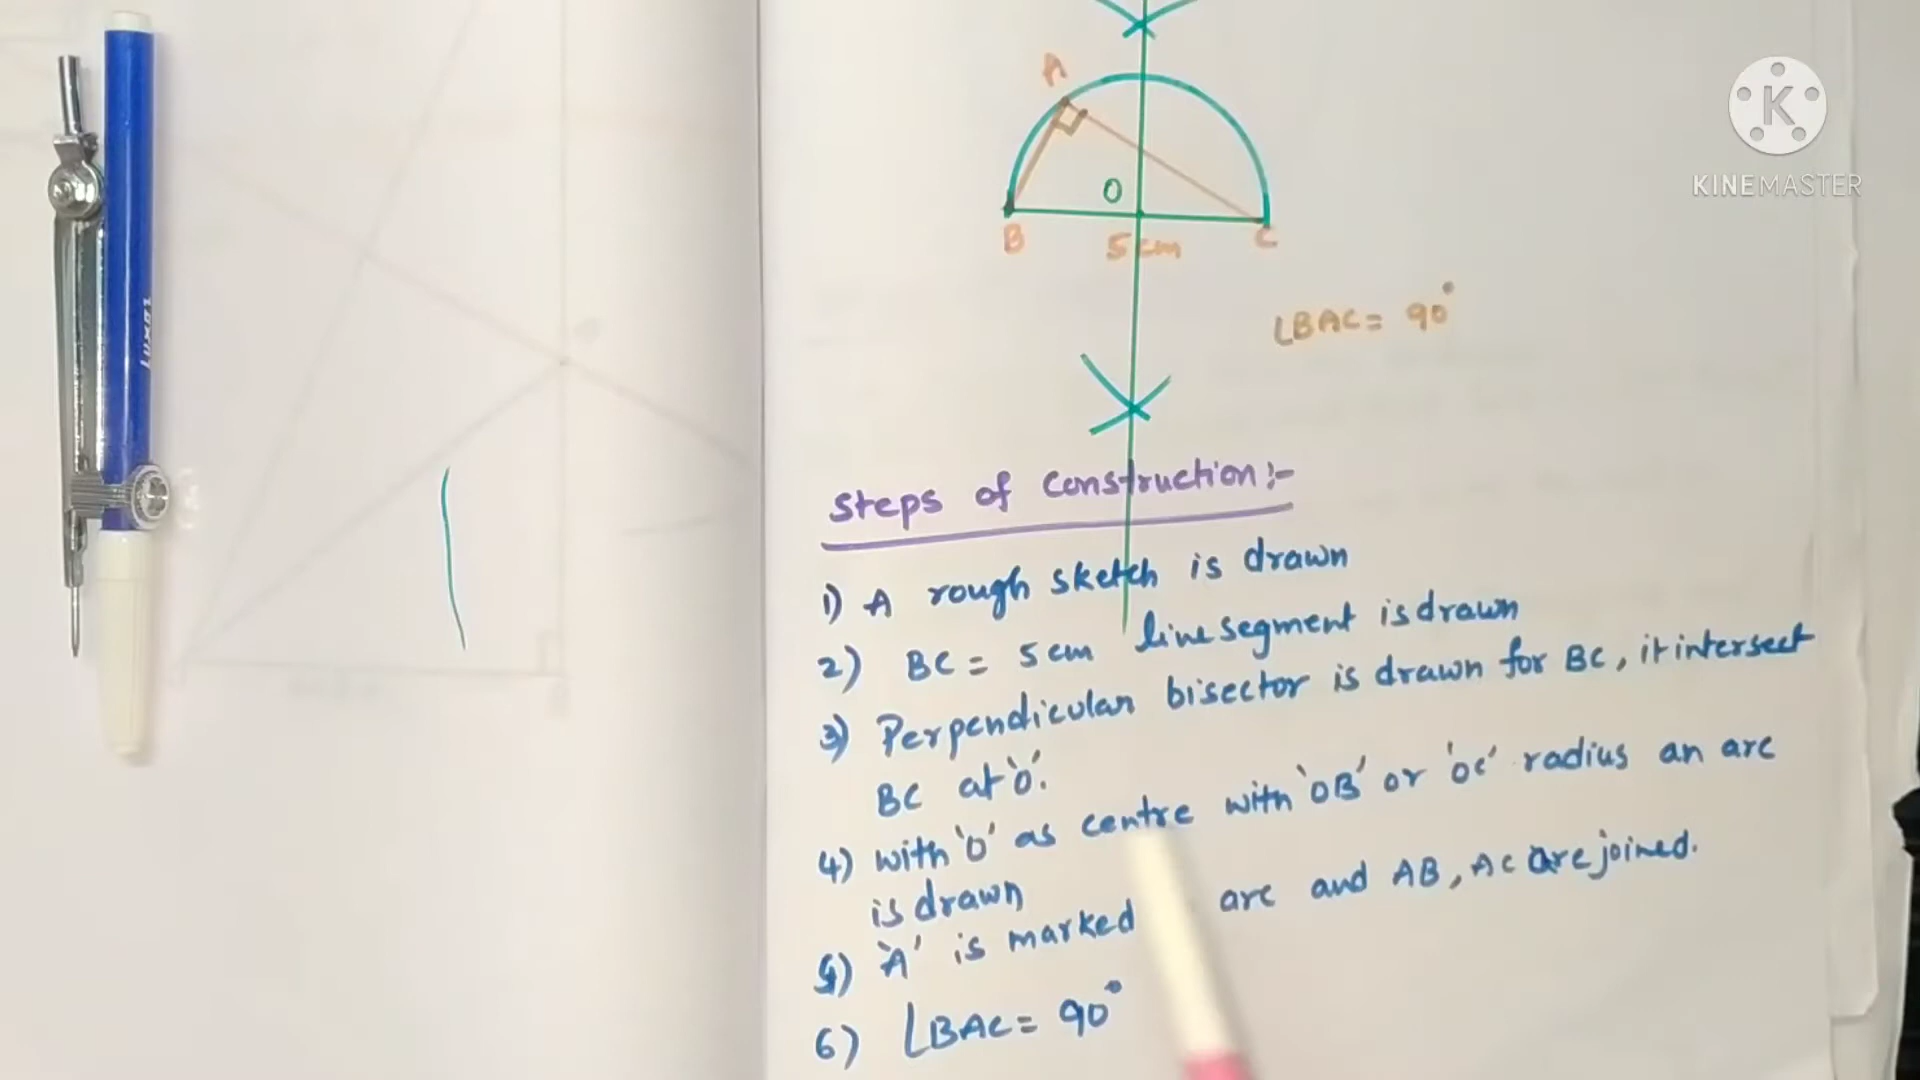 A
O
B
5cm
C
∟BAC = 90°
Steps of Construction:-
1) A rough sketch is drawn
2) BC = 5cm line segment is drawn
3) Perpendicular bisector is drawn for BC, it intersect
BC at 'O'.
4) with 'O' as centre with 'OB' or 'OC' radius an arc
is drawn
5) 'A' is marked arc and AB, AC are joined.
6) ∟BAC = 90°
K
KINEMASTER
Luxor